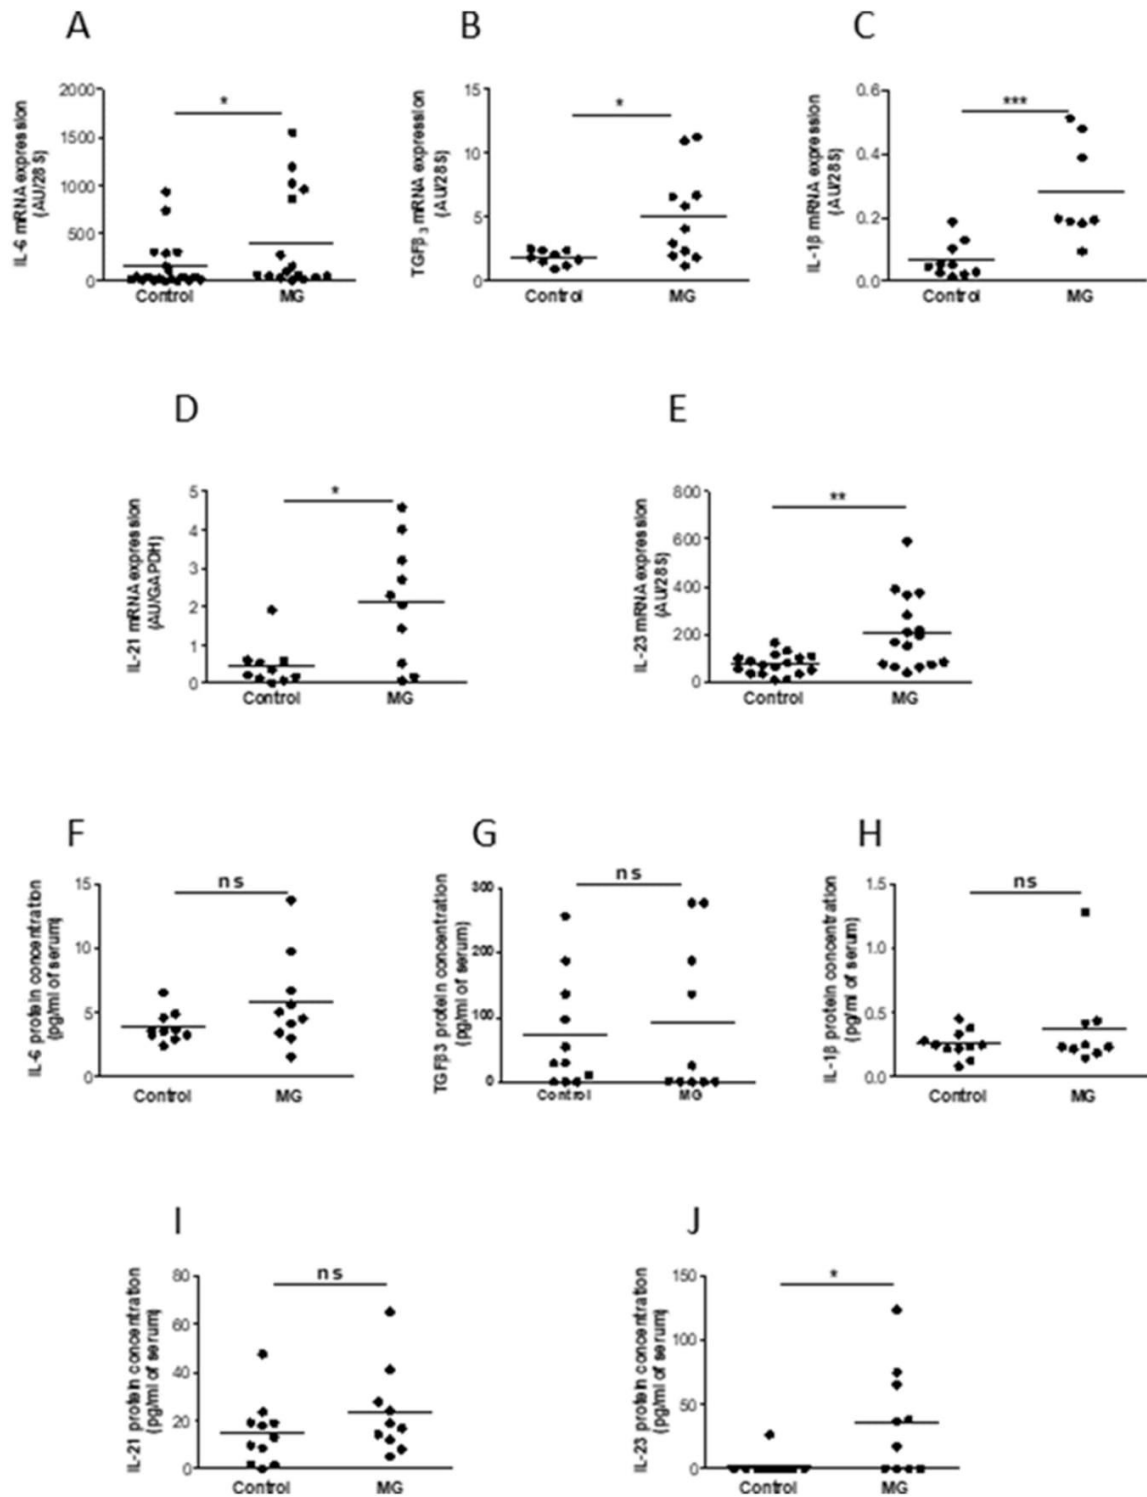 A
B
C
IL-6 mRNA expression
(AU/28S)
2000
1500
1000
500
0
*
Control
MG
TGFβ3 mRNA expression
(AU/28S)
15
10
5
0
*
Control
MG
IL-1β mRNA expression
(AU/28S)
0.6
0.4
0.2
0.0
***
Control
MG
D
E
IL-21 mRNA expression
(AU/GAPDH)
5
4
3
2
1
0
*
Control
MG
IL-23 mRNA expression
(AU/28S)
800
600
400
200
0
**
Control
MG
F
G
H
IL-6 protein concentration
(pg/ml of serum)
15
10
5
0
ns
Control
MG
TGFβ3 protein concentration
(pg/ml of serum)
300
200
100
0
ns
Control
MG
IL-1β protein concentration
(pg/ml of serum)
1.5
1.0
0.5
0.0
ns
Control
MG
I
J
IL-21 protein concentration
(pg/ml of serum)
80
60
40
20
0
ns
Control
MG
IL-23 protein concentration
(pg/ml of serum)
150
100
50
0
*
Control
MG